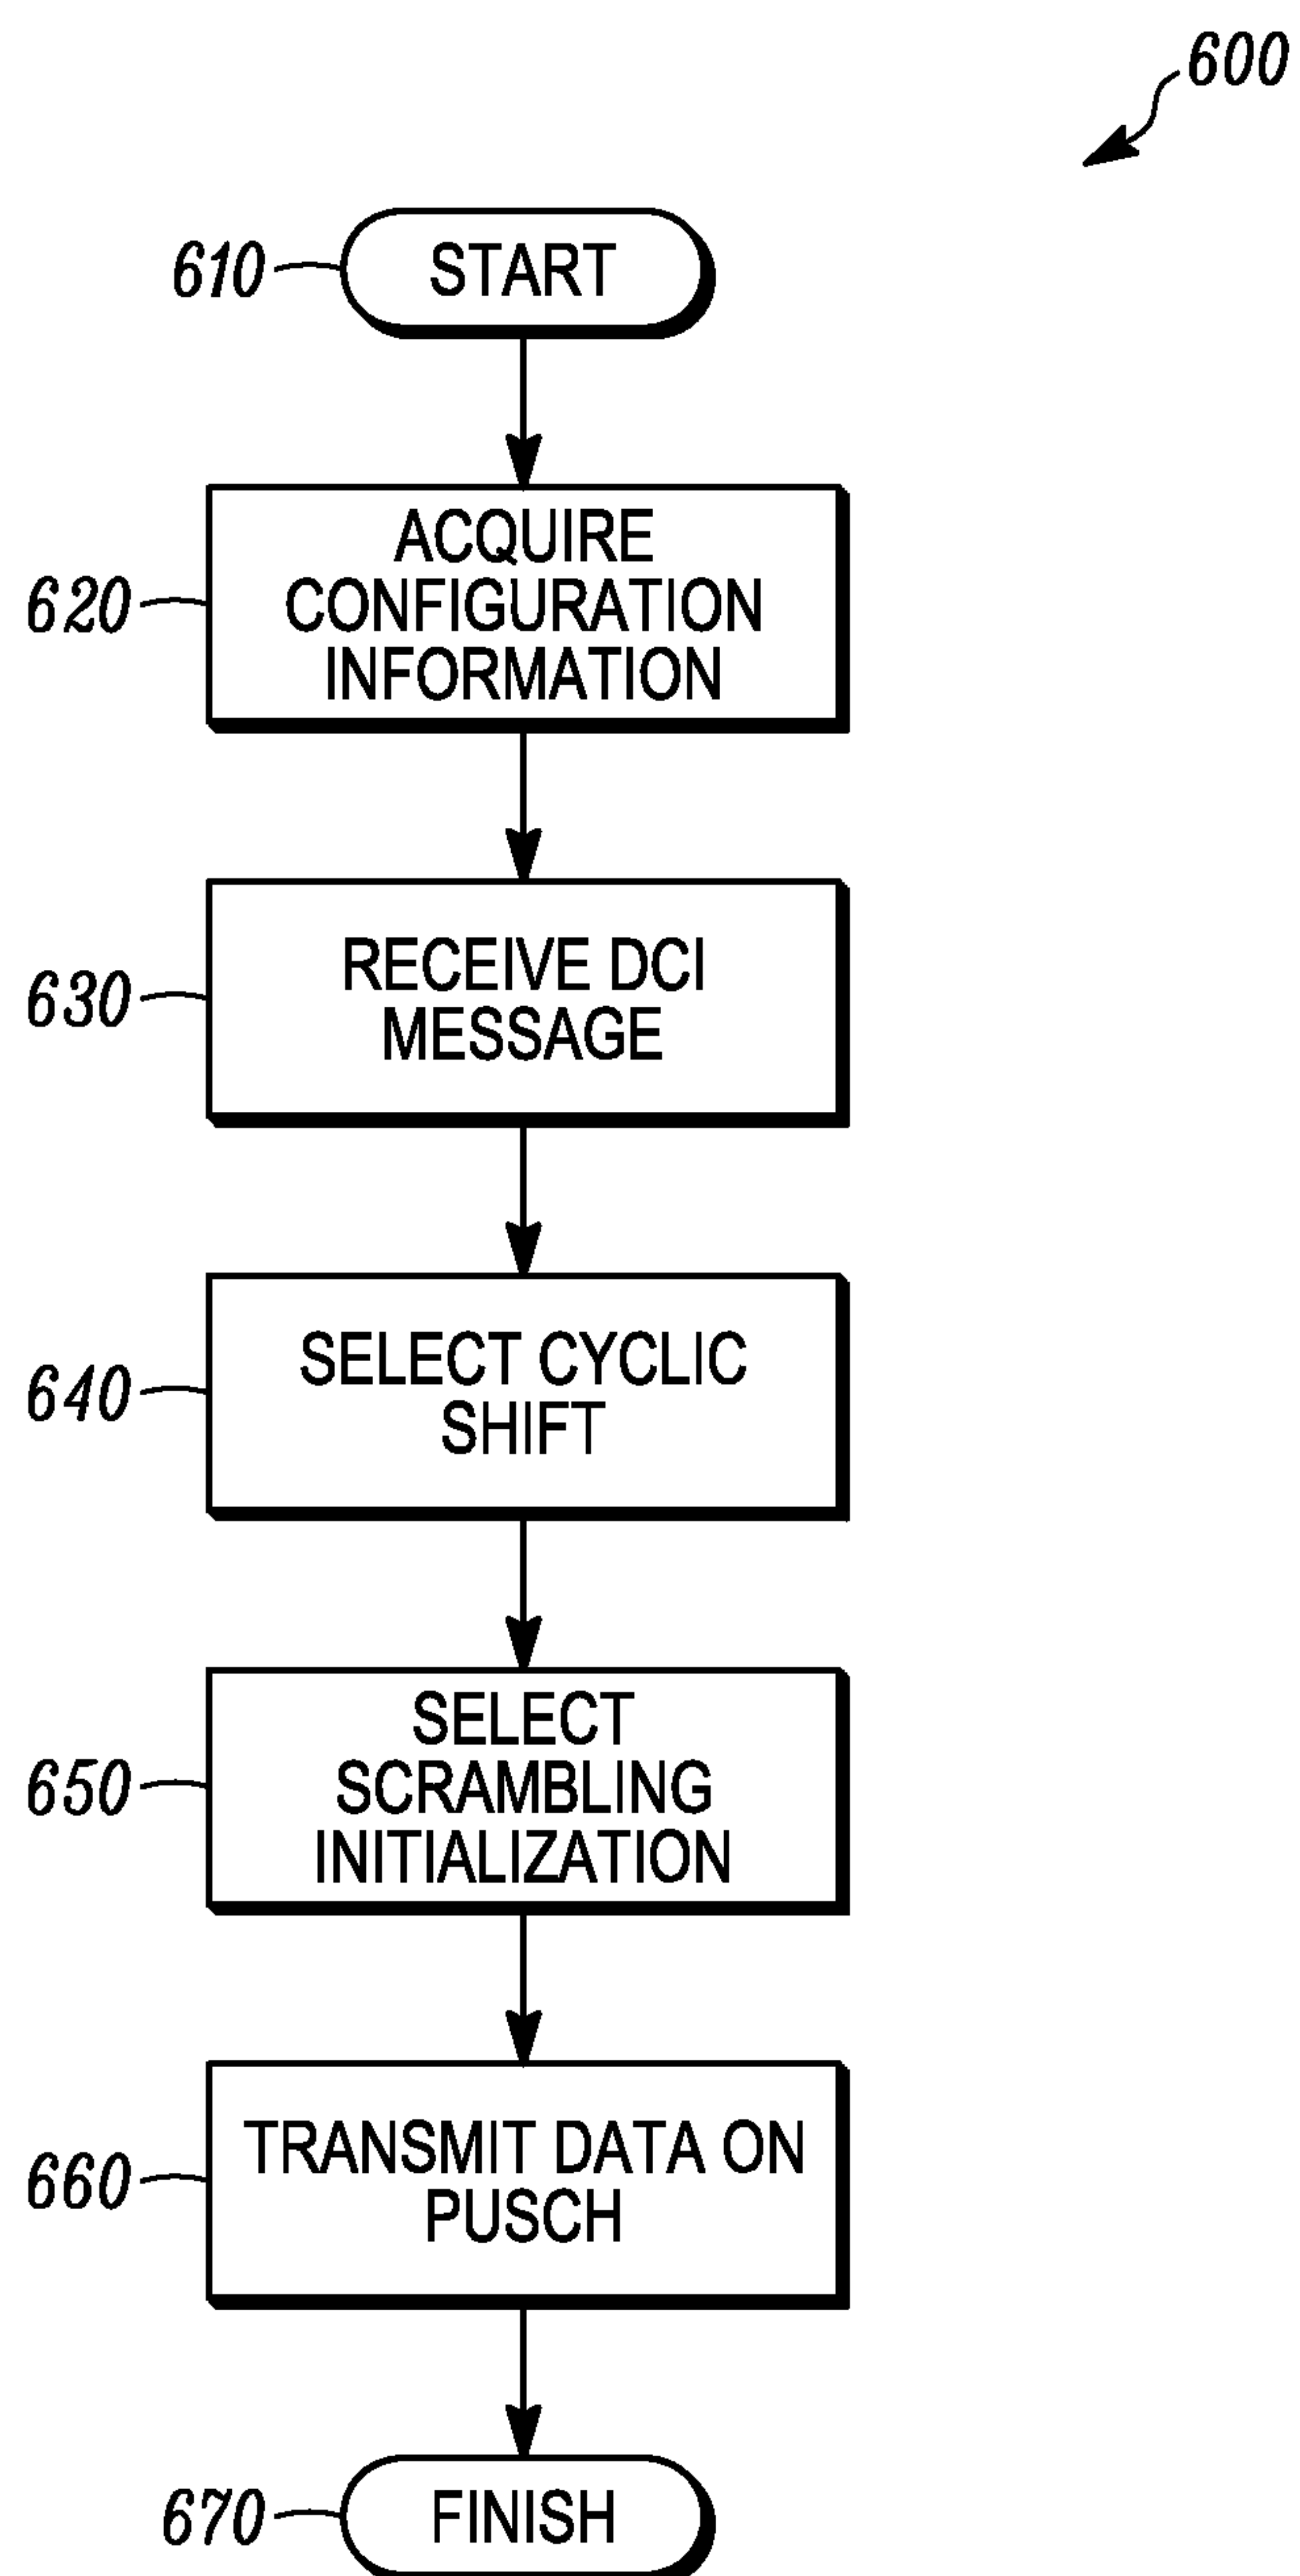 600
610
START
620
ACQUIRE
CONFIGURATION
INFORMATION
630
RECEIVE DCI
MESSAGE
640
SELECT CYCLIC
SHIFT
650
SELECT
SCRAMBLING
INITIALIZATION
660
TRANSMIT DATA ON
PUSCH
670
FINISH